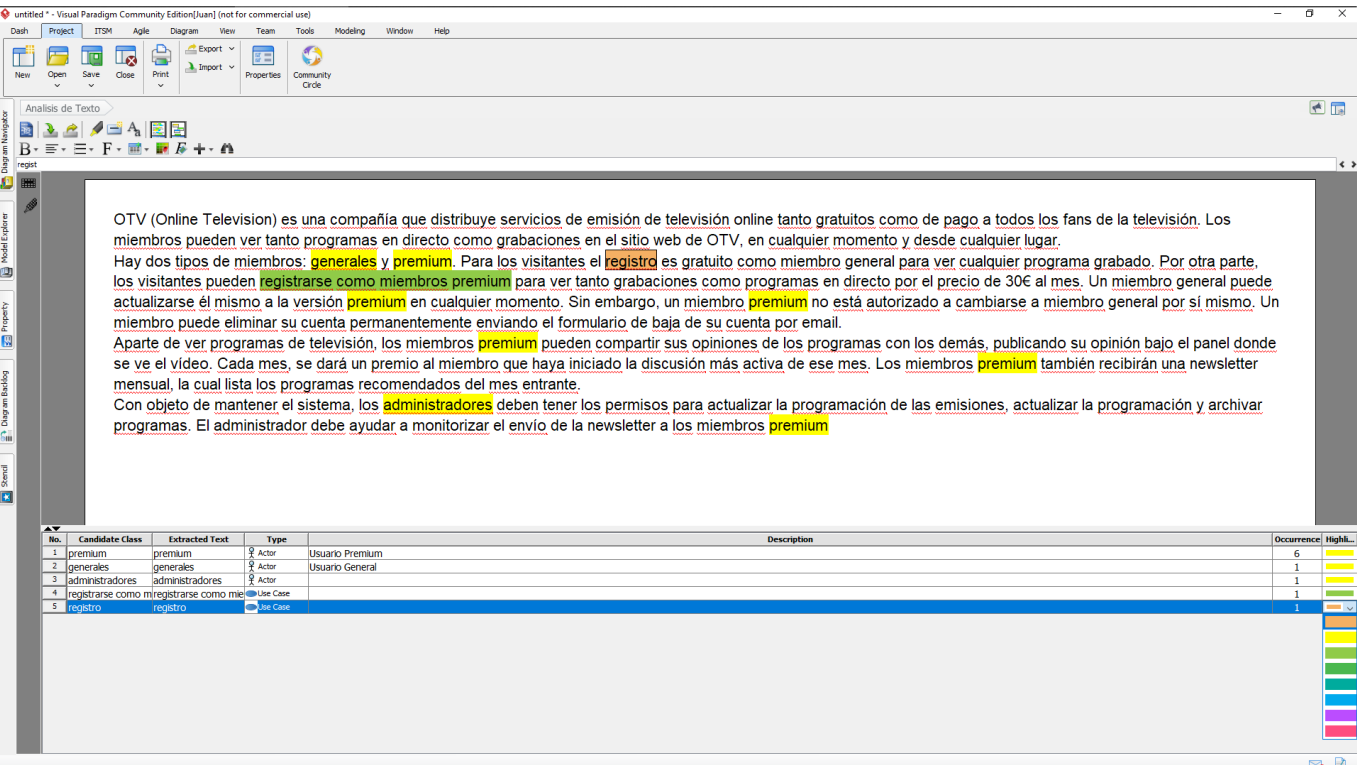 untitled * - Visual Paradigm Community Edition[Juan] (not for commercial use)
Dash Project ITSM Agile Diagram View Team Tools Modeling Window Help
Export
Import
New Open Save Close Print Properties Community Circle
Analisis de Texto
Diagram Navigator
B F
regist
Model Explorer
Property
Diagram Backlog
Stencil
OTV (Online Television) es una compañía que distribuye servicios de emisión de televisión online tanto gratuitos como de pago a todos los fans de la televisión. Los
miembros pueden ver tanto programas en directo como grabaciones en el sitio web de OTV, en cualquier momento y desde cualquier lugar.
Hay dos tipos de miembros: generales y premium. Para los visitantes el registro es gratuito como miembro general para ver cualquier programa grabado. Por otra parte,
los visitantes pueden registrarse como miembros premium para ver tanto grabaciones como programas en directo por el precio de 30€ al mes. Un miembro general puede
actualizarse él mismo a la versión premium en cualquier momento. Sin embargo, un miembro premium no está autorizado a cambiarse a miembro general por sí mismo. Un
miembro puede eliminar su cuenta permanentemente enviando el formulario de baja de su cuenta por email.
Aparte de ver programas de televisión, los miembros premium pueden compartir sus opiniones de los programas con los demás, publicando su opinión bajo el panel donde
se ve el vídeo. Cada mes, se dará un premio al miembro que haya iniciado la discusión más activa de ese mes. Los miembros premium también recibirán una newsletter
mensual, la cual lista los programas recomendados del mes entrante.
Con objeto de mantener el sistema, los administradores deben tener los permisos para actualizar la programación de las emisiones, actualizar la programación y archivar
programas. El administrador debe ayudar a monitorizar el envío de la newsletter a los miembros premium
No. Candidate Class Extracted Text Type Description Occurrence Highli...
1 premium premium Actor Usuario Premium 6
2 generales generales Actor Usuario General 1
3 administradores administradores Actor 1
4 registrarse como m registrarse como mie Use Case 1
5 registro registro Use Case 1